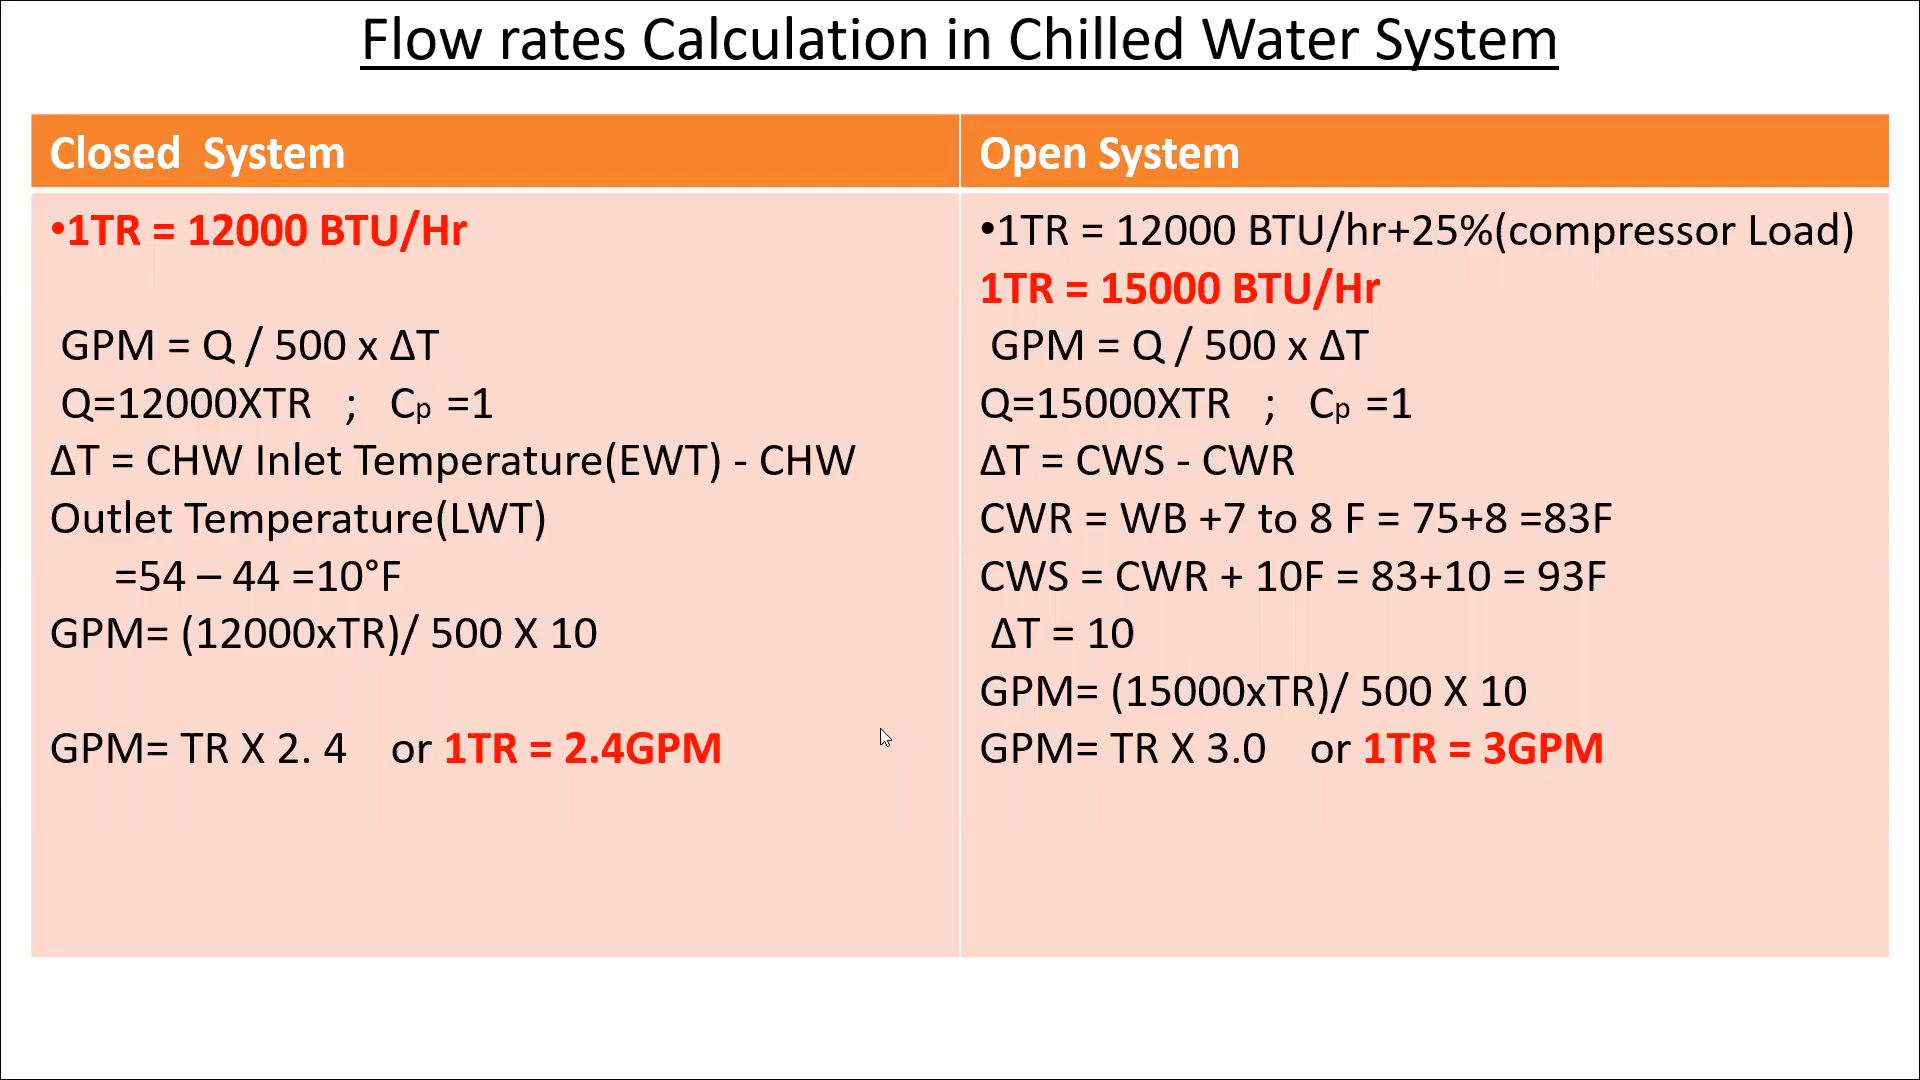 Flow rates Calculation in Chilled Water System
Closed  System
•1TR = 12000 BTU/Hr
GPM = Q / 500 x ΔT
Q=12000XTR   ;   Cp =1
ΔT = CHW Inlet Temperature(EWT) - CHW
Outlet Temperature(LWT)
=54 – 44 =10°F
GPM= (12000xTR)/ 500 X 10
GPM= TR X 2. 4    or 1TR = 2.4GPM
Open System
•1TR = 12000 BTU/hr+25%(compressor Load)
1TR = 15000 BTU/Hr
GPM = Q / 500 x ΔT
Q=15000XTR   ;   Cp =1
ΔT = CWS - CWR
CWR = WB +7 to 8 F = 75+8 =83F
CWS = CWR + 10F = 83+10 = 93F
ΔT = 10
GPM= (15000xTR)/ 500 X 10
GPM= TR X 3.0    or 1TR = 3GPM